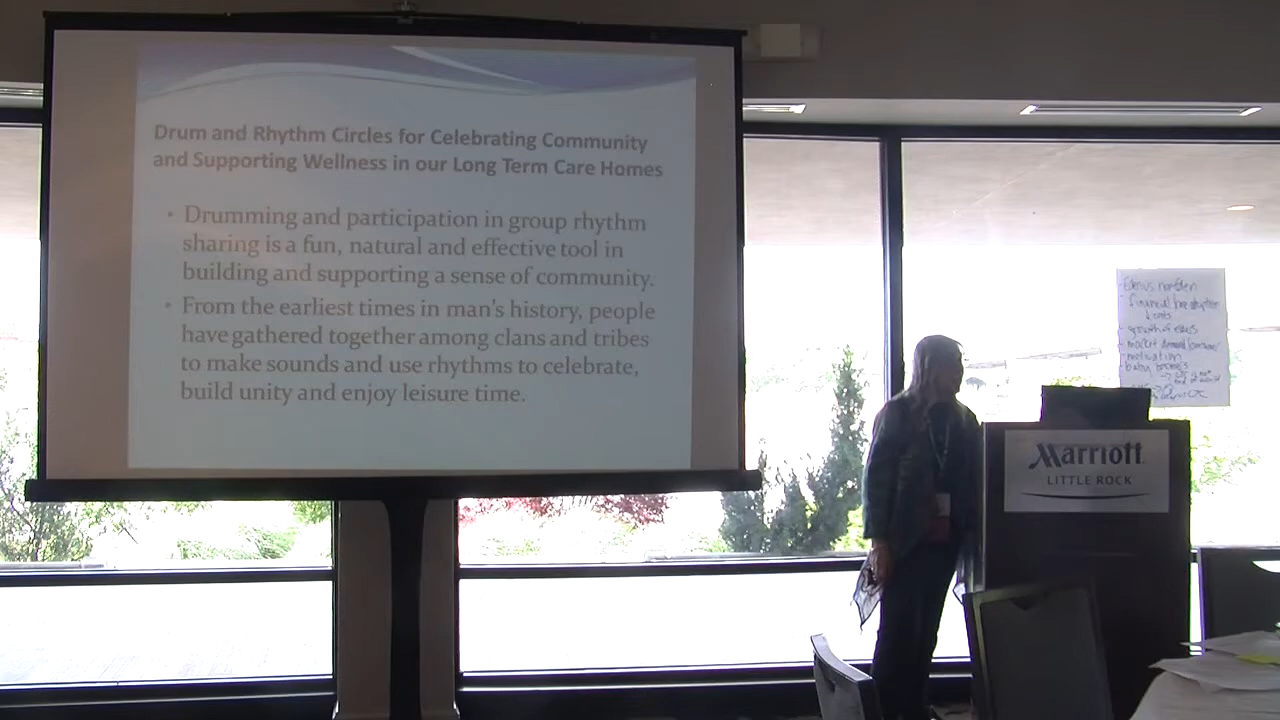 Drum and Rhythm Circles for Celebrating Community
and Supporting Wellness in our Long Term Care Homes
• Drumming and participation in group rhythm
sharing is a fun, natural and effective tool in
building and supporting a sense of community.
• From the earliest times in man's history, people
have gathered together among clans and tribes
to make sounds and use rhythms to celebrate,
build unity and enjoy leisure time.
financial
growth of elders
motivation
baby boomers
Marriott
LITTLE ROCK